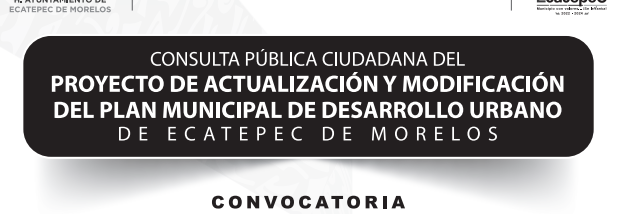 H. AYUNTAMIENTO DE
ECATEPEC DE MORELOS
Ecatepec
CONSULTA PÚBLICA CIUDADANA DEL
PROYECTO DE ACTUALIZACIÓN Y MODIFICACIÓN
DEL PLAN MUNICIPAL DE DESARROLLO URBANO
DE ECATEPEC DE MORELOS
CONVOCATORIA